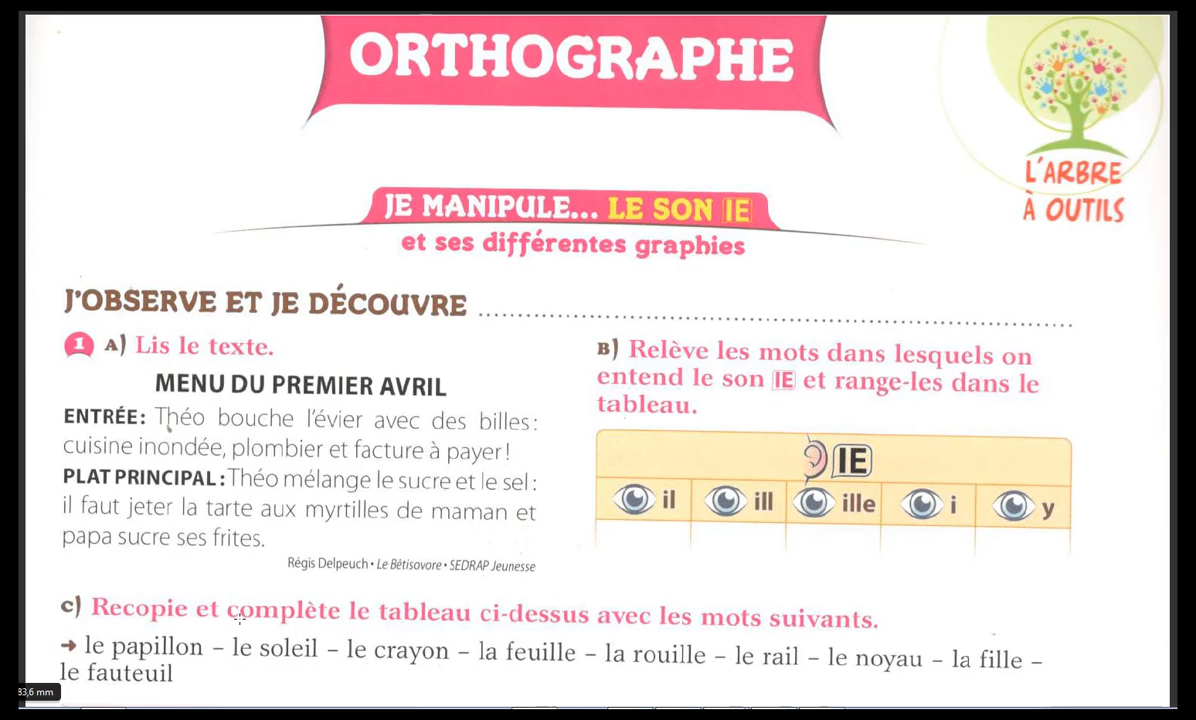 ORTHOGRAPHE
L'ARBRE
À OUTILS
JE MANIPULE... LE SON IE
et ses différentes graphies
J'OBSERVE ET JE DÉCOUVRE
1 A) Lis le texte.
MENU DU PREMIER AVRIL
ENTRÉE : Théo bouche l'évier avec des billes :
cuisine inondée, plombier et facture à payer !
PLAT PRINCIPAL : Théo mélange le sucre et le sel :
il faut jeter la tarte aux myrtilles de maman et
papa sucre ses frites.
Régis Delpeuch • Le Bêtisovore • SEDRAP Jeunesse
B) Relève les mots dans lesquels on
entend le son IE et range-les dans le
tableau.
IE
il ill ille i y
C) Recopie et complète le tableau ci-dessus avec les mots suivants.
➜ le papillon – le soleil – le crayon – la feuille – la rouille – le rail – le noyau – la fille –
le fauteuil
83,6 mm